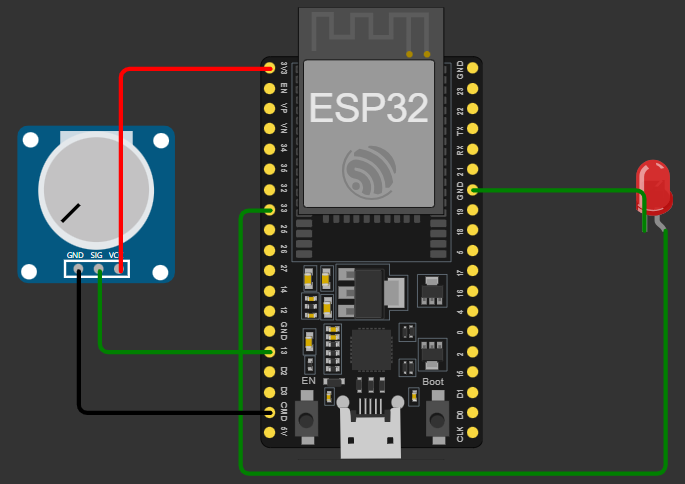 ESP32
3V3
EN
VP
VN
34
35
32
33
25
26
27
14
12
GND
13
D2
D3
CMD
5V
GND
23
22
TX
RX
21
GND
19
18
5
17
16
4
0
2
15
D1
D0
CLK
GND SIG
EN
Boot